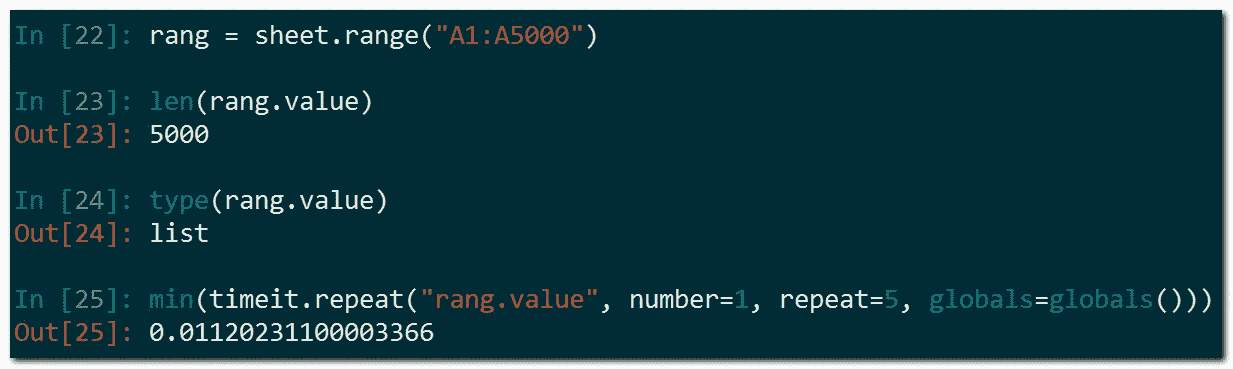 In [22]: rang = sheet.range("A1:A5000")
In [23]: len(rang.value)
Out[23]: 5000
In [24]: type(rang.value)
Out[24]: list
In [25]: min(timeit.repeat("rang.value", number=1, repeat=5, globals=globals()))
Out[25]: 0.01120231100003366